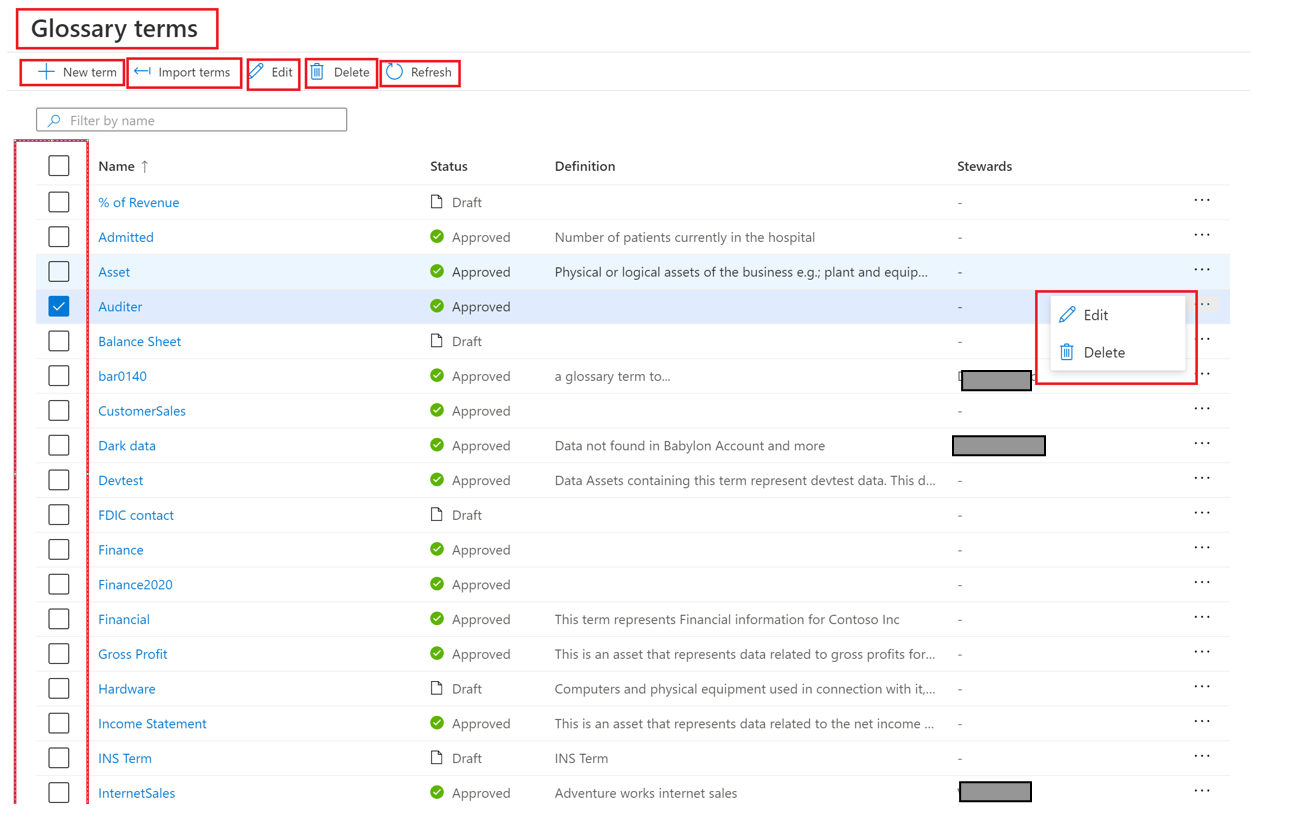 Glossary terms
New term Import terms Edit Delete Refresh
Filter by name
Name ↑ Status Definition Stewards
% of Revenue Draft - ...
Admitted Approved Number of patients currently in the hospital - ...
Asset Approved Physical or logical assets of the business e.g.; plant and equip... - ...
Auditer Approved - ...
Edit
Balance Sheet Draft - ...
Delete
bar0140 Approved a glossary term to... ...
CustomerSales Approved - ...
Dark data Approved Data not found in Babylon Account and more ...
Devtest Approved Data Assets containing this term represent devtest data. This d... - ...
FDIC contact Draft - ...
Finance Approved - ...
Finance2020 Approved - ...
Financial Approved This term represents Financial information for Contoso Inc - ...
Gross Profit Approved This is an asset that represents data related to gross profits for... - ...
Hardware Draft Computers and physical equipment used in connection with it,... - ...
Income Statement Approved This is an asset that represents data related to the net income ... - ...
INS Term Draft INS Term - ...
InternetSales Approved Adventure works internet sales ...